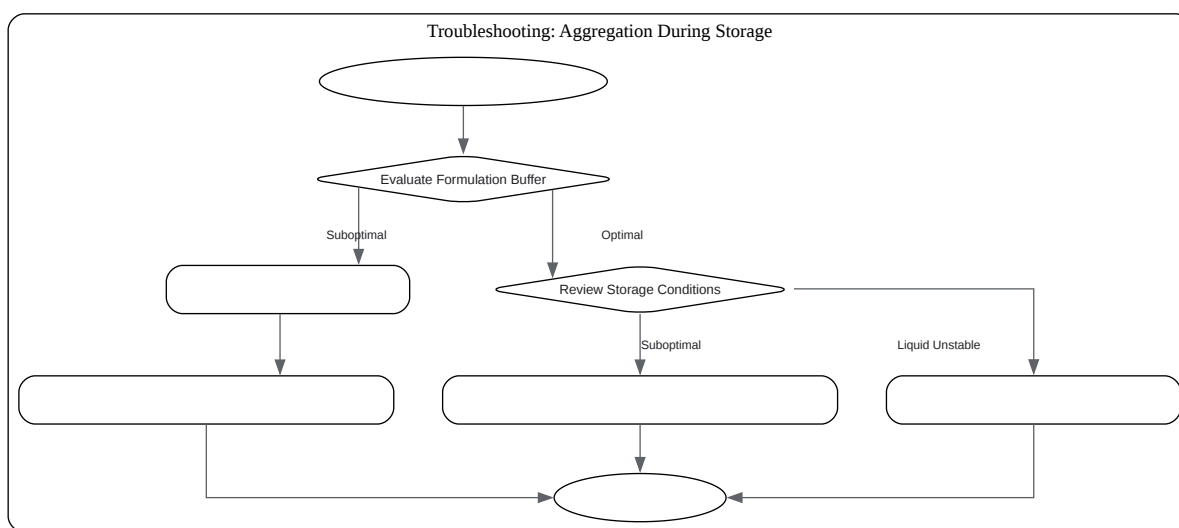 Troubleshooting: Aggregation During Storage
Evaluate Formulation Buffer
Suboptimal
Optimal
Review Storage Conditions
Suboptimal
Liquid Unstable